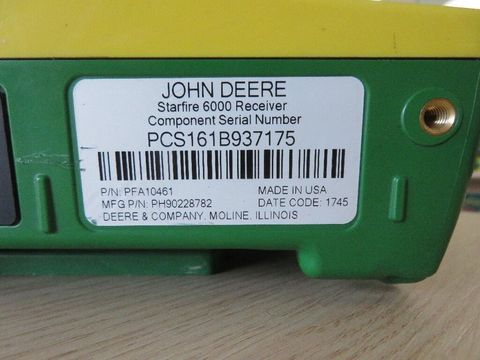 JOHN DEERE
Starfire 6000 Receiver
Component Serial Number
PCS161B937175
P/N: PFA10461 MADE IN USA
MFG P/N: PH90228782 DATE CODE: 1745
DEERE & COMPANY. MOLINE. ILLINOIS